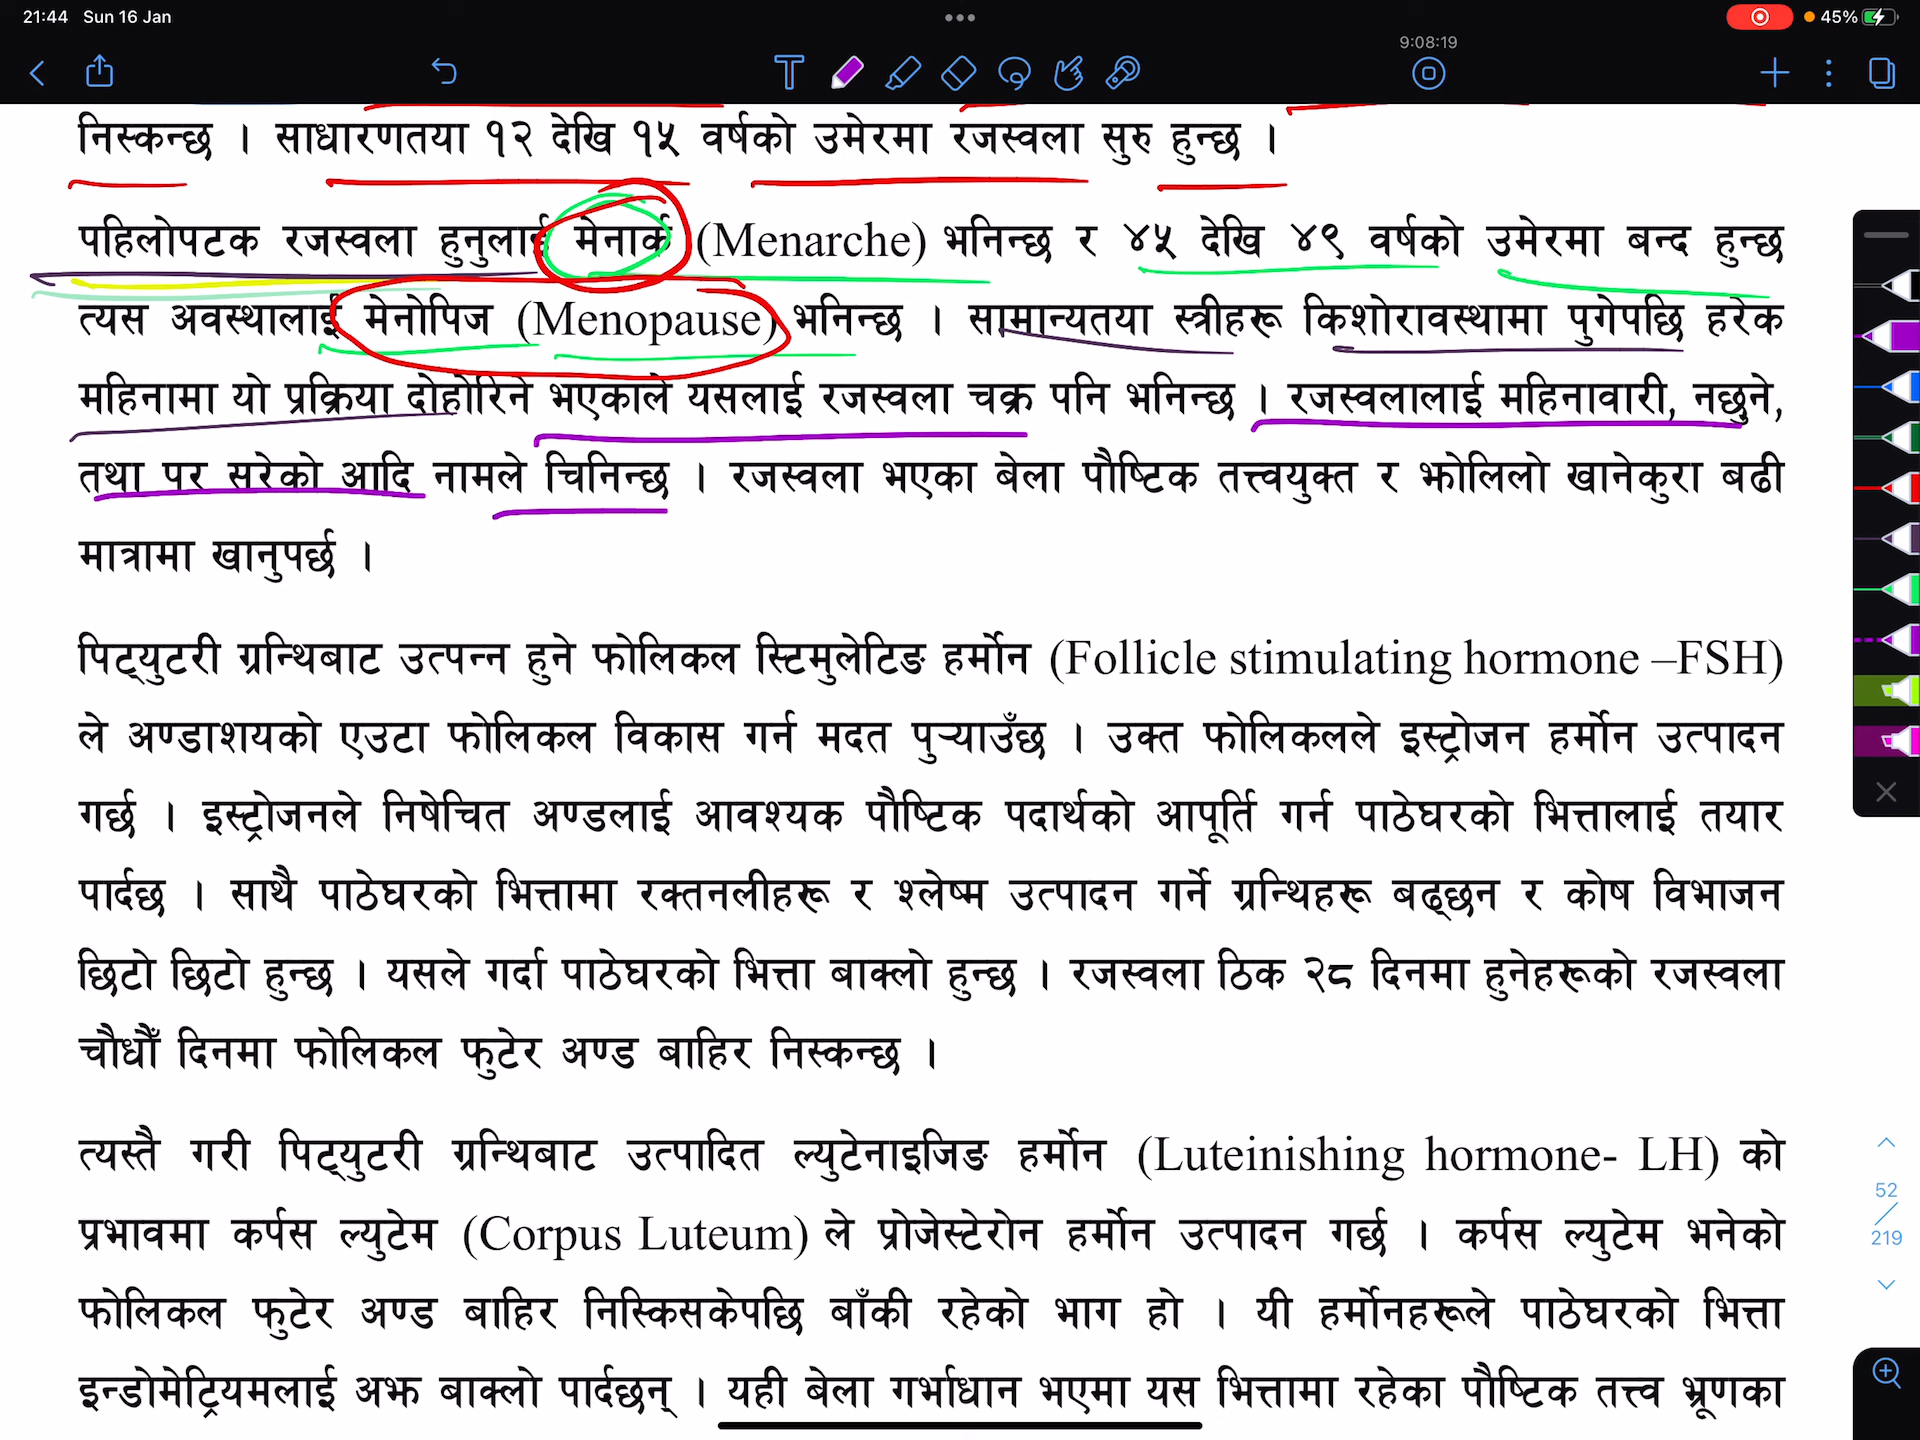 21:44 Sun 16 Jan
45%
9:08:19
निस्कन्छ । साधारणतया १२ देखि १५ वर्षको उमेरमा रजस्वला सुरु हुन्छ ।
पहिलोपटक रजस्वला हुनुलाई मेनार्क (Menarche) भनिन्छ र ४५ देखि ४९ वर्षको उमेरमा बन्द हुन्छ
त्यस अवस्थालाई मेनोपिज (Menopause) भनिन्छ । सामान्यतया स्त्रीहरू किशोरावस्थामा पुगेपछि हरेक
महिनामा यो प्रक्रिया दोहोरिने भएकाले यसलाई रजस्वला चक्र पनि भनिन्छ । रजस्वलालाई महिनावारी, नछुने,
तथा पर सरेको आदि नामले चिनिन्छ । रजस्वला भएका बेला पौष्टिक तत्त्वयुक्त र झोलिलो खानेकुरा बढी
मात्रामा खानुपर्छ ।
पिट्युटरी ग्रन्थिबाट उत्पन्न हुने फोलिकल स्टिमुलेटिङ हर्मोन (Follicle stimulating hormone –FSH)
ले अण्डाशयको एउटा फोलिकल विकास गर्न मदत पुऱ्याउँछ । उक्त फोलिकलले इस्ट्रोजन हर्मोन उत्पादन
गर्छ । इस्ट्रोजनले निषेचित अण्डलाई आवश्यक पौष्टिक पदार्थको आपूर्ति गर्न पाठेघरको भित्तालाई तयार
पार्दछ । साथै पाठेघरको भित्तामा रक्तनलीहरू र श्लेष्म उत्पादन गर्ने ग्रन्थिहरू बढ्छन र कोष विभाजन
छिटो छिटो हुन्छ । यसले गर्दा पाठेघरको भित्ता बाक्लो हुन्छ । रजस्वला ठिक २८ दिनमा हुनेहरूको रजस्वला
चौधौँ दिनमा फोलिकल फुटेर अण्ड बाहिर निस्कन्छ ।
त्यस्तै गरी पिट्युटरी ग्रन्थिबाट उत्पादित ल्युटेनाइजिङ हर्मोन (Luteinishing hormone- LH) को
प्रभावमा कर्पस ल्युटेम (Corpus Luteum) ले प्रोजेस्टेरोन हर्मोन उत्पादन गर्छ । कर्पस ल्युटेम भनेको
फोलिकल फुटेर अण्ड बाहिर निस्किसकेपछि बाँकी रहेको भाग हो । यी हर्मोनहरूले पाठेघरको भित्ता
इन्डोमेट्रियमलाई अझ बाक्लो पार्दछन् । यही बेला गर्भाधान भएमा यस भित्तामा रहेका पौष्टिक तत्त्व भ्रूणका
52
/
219